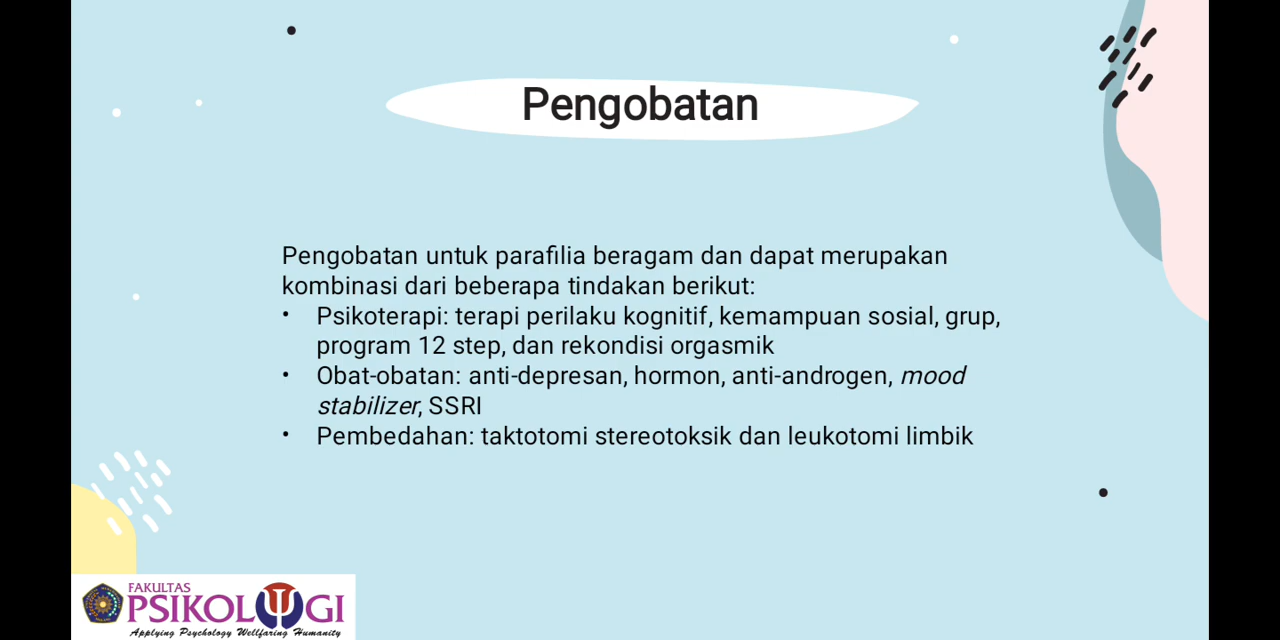 Pengobatan
Pengobatan untuk parafilia beragam dan dapat merupakan
kombinasi dari beberapa tindakan berikut:
• Psikoterapi: terapi perilaku kognitif, kemampuan sosial, grup,
program 12 step, dan rekondisi orgasmik
• Obat-obatan: anti-depresan, hormon, anti-androgen, mood
stabilizer, SSRI
• Pembedahan: taktotomi stereotoksik dan leukotomi limbik
FAKULTAS
PSIKOLOGI
Applying Psychology Wellfaring Humanity